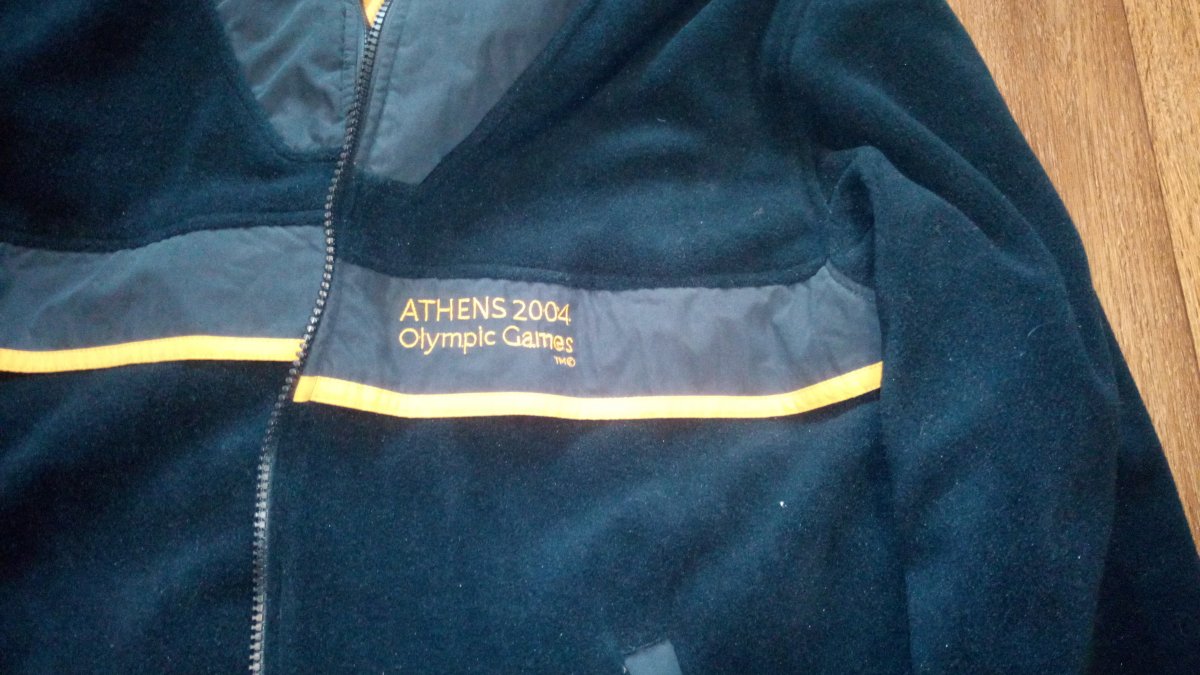 ATHENS 2004
Olympic Games
TM©